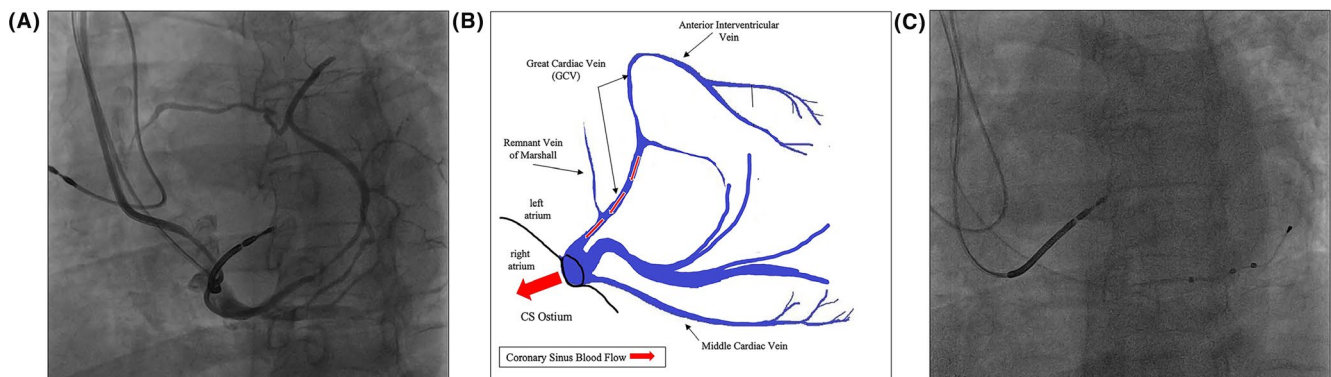 (A)
(B)
Anterior Interventricular
Vein
Great Cardiac Vein
(GCV)
Remnant Vein
of Marshall
left
atrium
right
atrium
CS Ostium
Middle Cardiac Vein
Coronary Sinus Blood Flow
(C)